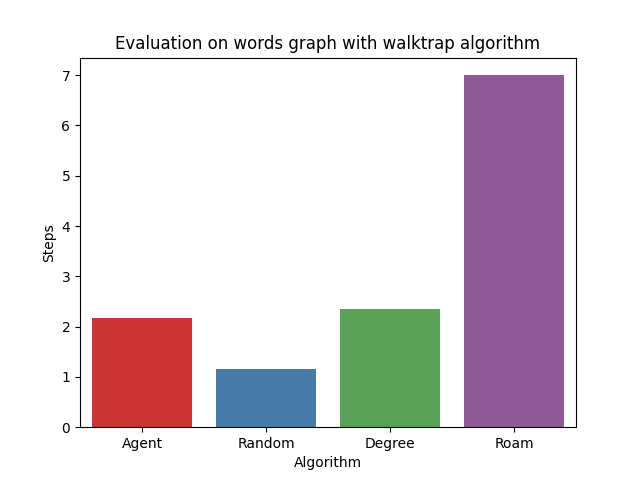 Evaluation on words graph with walktrap algorithm
7
6
5
4
3
2
1
0
Steps
Agent Random Degree Roam
Algorithm